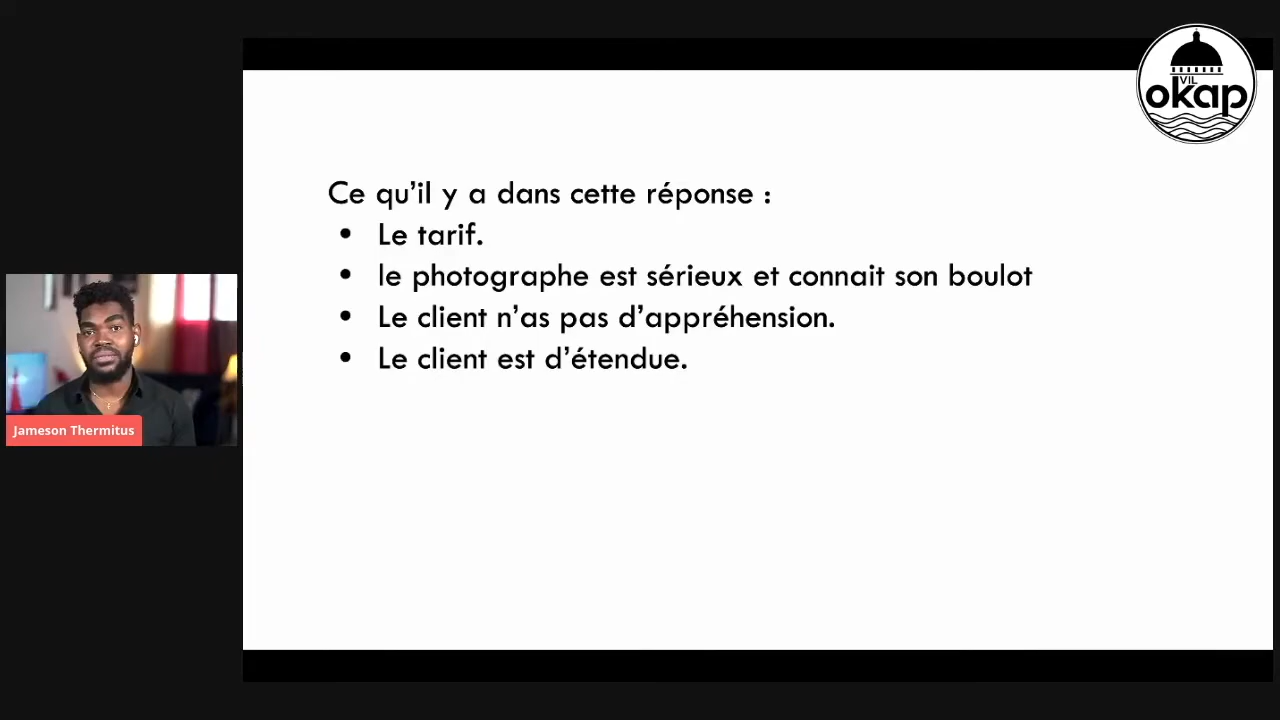 VIL
okap
Ce qu'il y a dans cette réponse :
• Le tarif.
• le photographe est sérieux et connait son boulot
• Le client n'as pas d'appréhension.
• Le client est d'étendue.
Jameson Thermitus